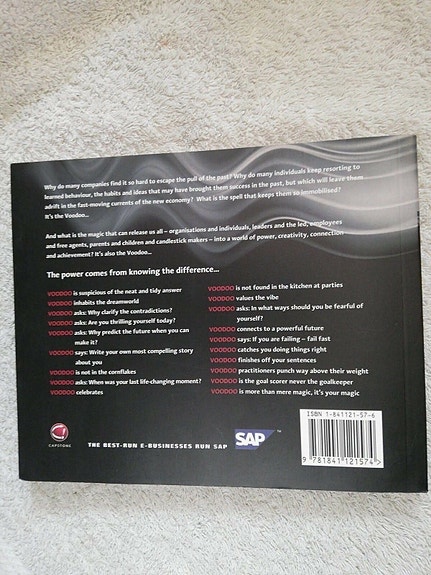 Why do many companies find it so hard to escape the pull of the past? Why do many individuals keep resorting to
learned behaviour, the habits and ideas that may have brought them success in the past, but which will leave them
adrift in the fast-moving currents of the new economy? What is the spell that keeps them so immobilised?
It's the Voodoo...
And what is the magic that can release us all – organisations and individuals, leaders and the led, employees
and free agents, parents and children and candlestick makers – into a world of power, creativity, connection
and achievement? It's also the Voodoo...
The power comes from knowing the difference...
VOODOO is suspicious of the neat and tidy answer
VOODOO inhabits the dreamworld
VOODOO asks: Why clarify the contradictions?
VOODOO asks: Are you thrilling yourself today?
VOODOO asks: Why predict the future when you can
make it?
VOODOO says: Write your own most compelling story
about you
VOODOO is not in the cornflakes
VOODOO asks: When was your last life-changing moment?
VOODOO celebrates
VOODOO is not found in the kitchen at parties
VOODOO values the vibe
VOODOO asks: In what ways should you be fearful of
yourself?
VOODOO connects to a powerful future
VOODOO says: If you are failing – fail fast
VOODOO catches you doing things right
VOODOO finishes off your sentences
VOODOO practitioners punch way above their weight
VOODOO is the goal scorer never the goalkeeper
VOODOO is more than mere magic, it's your magic
CAPSTONE
THE BEST-RUN E-BUSINESSES RUN SAP
SAP ™
ISBN 1-841121-57-6
9 781841 121574 >